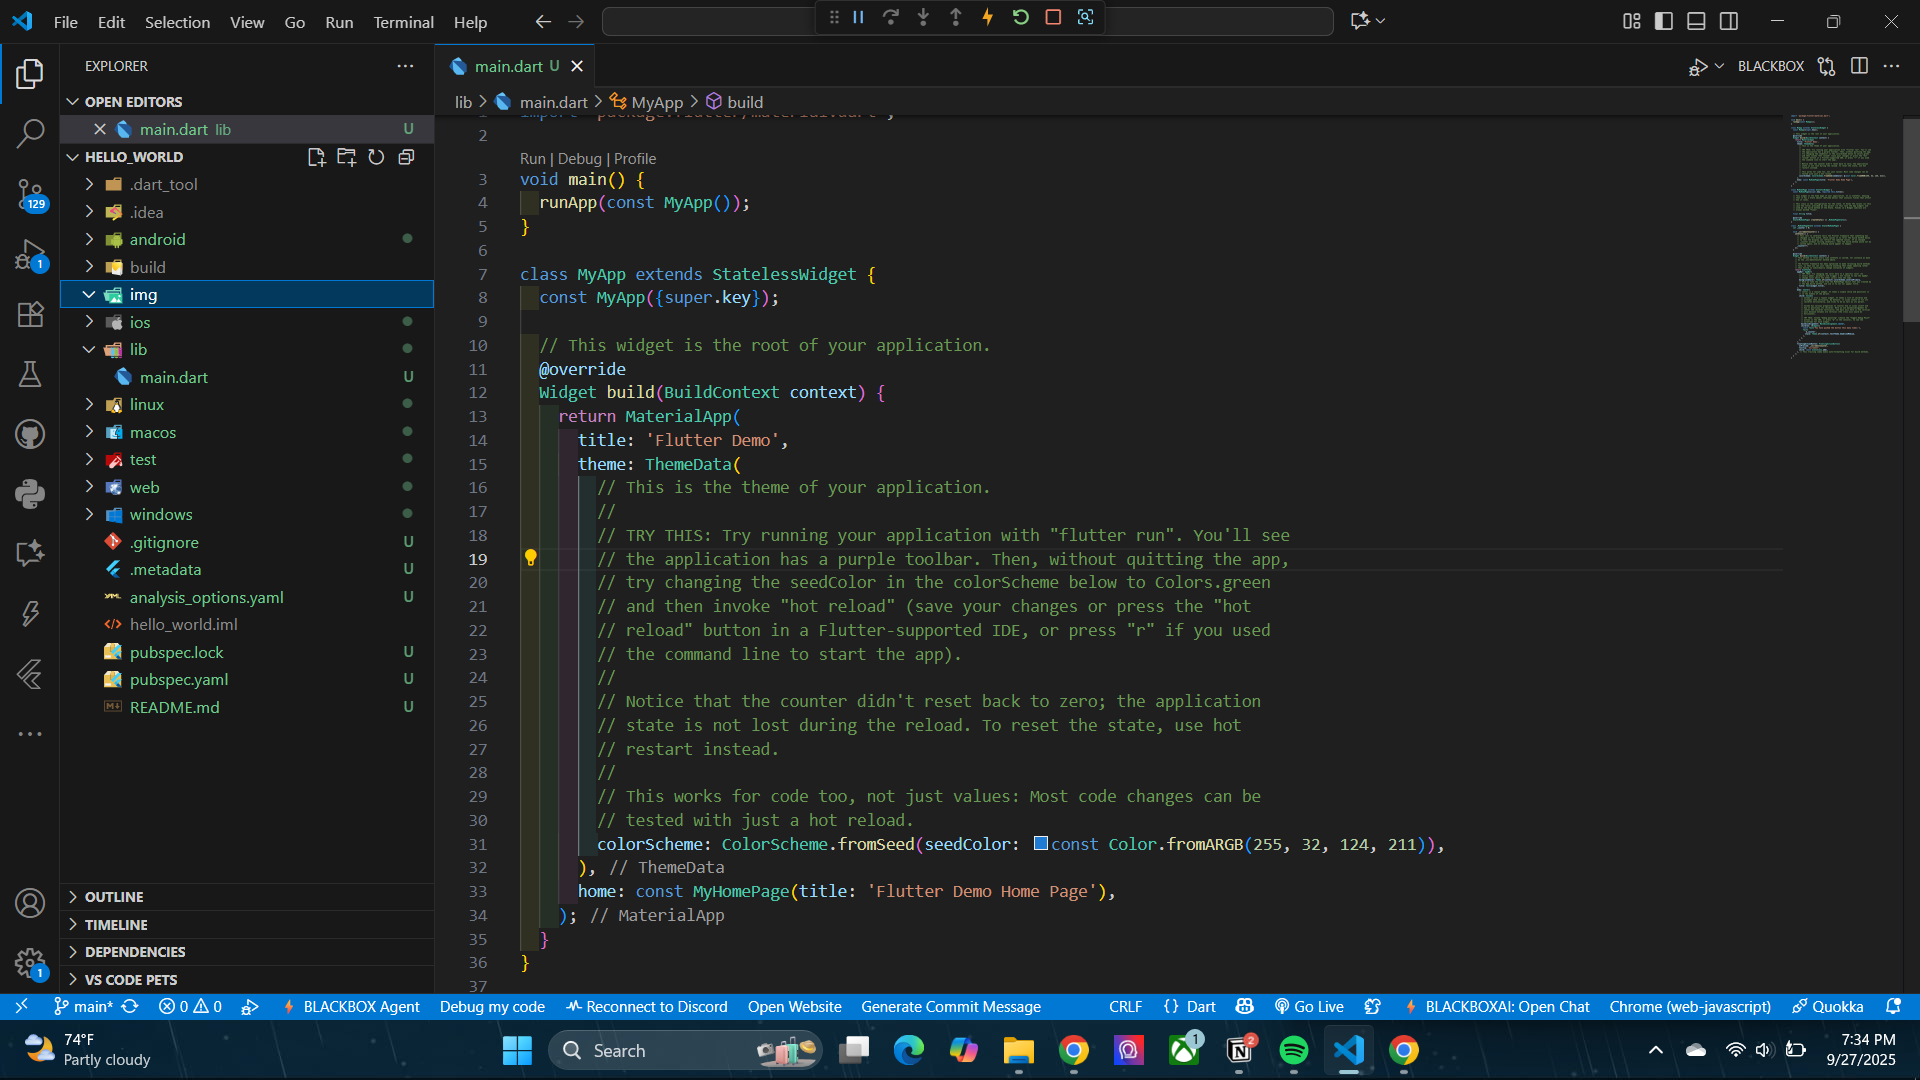 File Edit Selection View Go Run Terminal Help
EXPLORER
OPEN EDITORS
main.dart lib U
HELLO_WORLD
.dart_tool
.idea
android
build
img
ios
lib
main.dart U
linux
macos
test
web
windows
.gitignore U
.metadata U
analysis_options.yaml U
hello_world.iml
pubspec.lock U
pubspec.yaml U
README.md U
OUTLINE
TIMELINE
DEPENDENCIES
VS CODE PETS
129
1
1
main.dart U
BLACKBOX
lib > main.dart > MyApp > build
2
Run | Debug | Profile
3 void main() {
4 runApp(const MyApp());
5 }
6
7 class MyApp extends StatelessWidget {
8 const MyApp({super.key});
9
10 // This widget is the root of your application.
11 @override
12 Widget build(BuildContext context) {
13 return MaterialApp(
14 title: 'Flutter Demo',
15 theme: ThemeData(
16 // This is the theme of your application.
17 //
18 // TRY THIS: Try running your application with "flutter run". You'll see
19 // the application has a purple toolbar. Then, without quitting the app,
20 // try changing the seedColor in the colorScheme below to Colors.green
21 // and then invoke "hot reload" (save your changes or press the "hot
22 // reload" button in a Flutter-supported IDE, or press "r" if you used
23 // the command line to start the app).
24 //
25 // Notice that the counter didn't reset back to zero; the application
26 // state is not lost during the reload. To reset the state, use hot
27 // restart instead.
28 //
29 // This works for code too, not just values: Most code changes can be
30 // tested with just a hot reload.
31 colorScheme: ColorScheme.fromSeed(seedColor: const Color.fromARGB(255, 32, 124, 211)),
32 ), // ThemeData
33 home: const MyHomePage(title: 'Flutter Demo Home Page'),
34 ); // MaterialApp
35 }
36 }
37
main* 0 0 BLACKBOX Agent Debug my code Reconnect to Discord Open Website Generate Commit Message CRLF {} Dart Go Live BLACKBOXAI: Open Chat Chrome (web-javascript) Quokka
74°F
Partly cloudy
Search
1
2
7:34 PM
9/27/2025